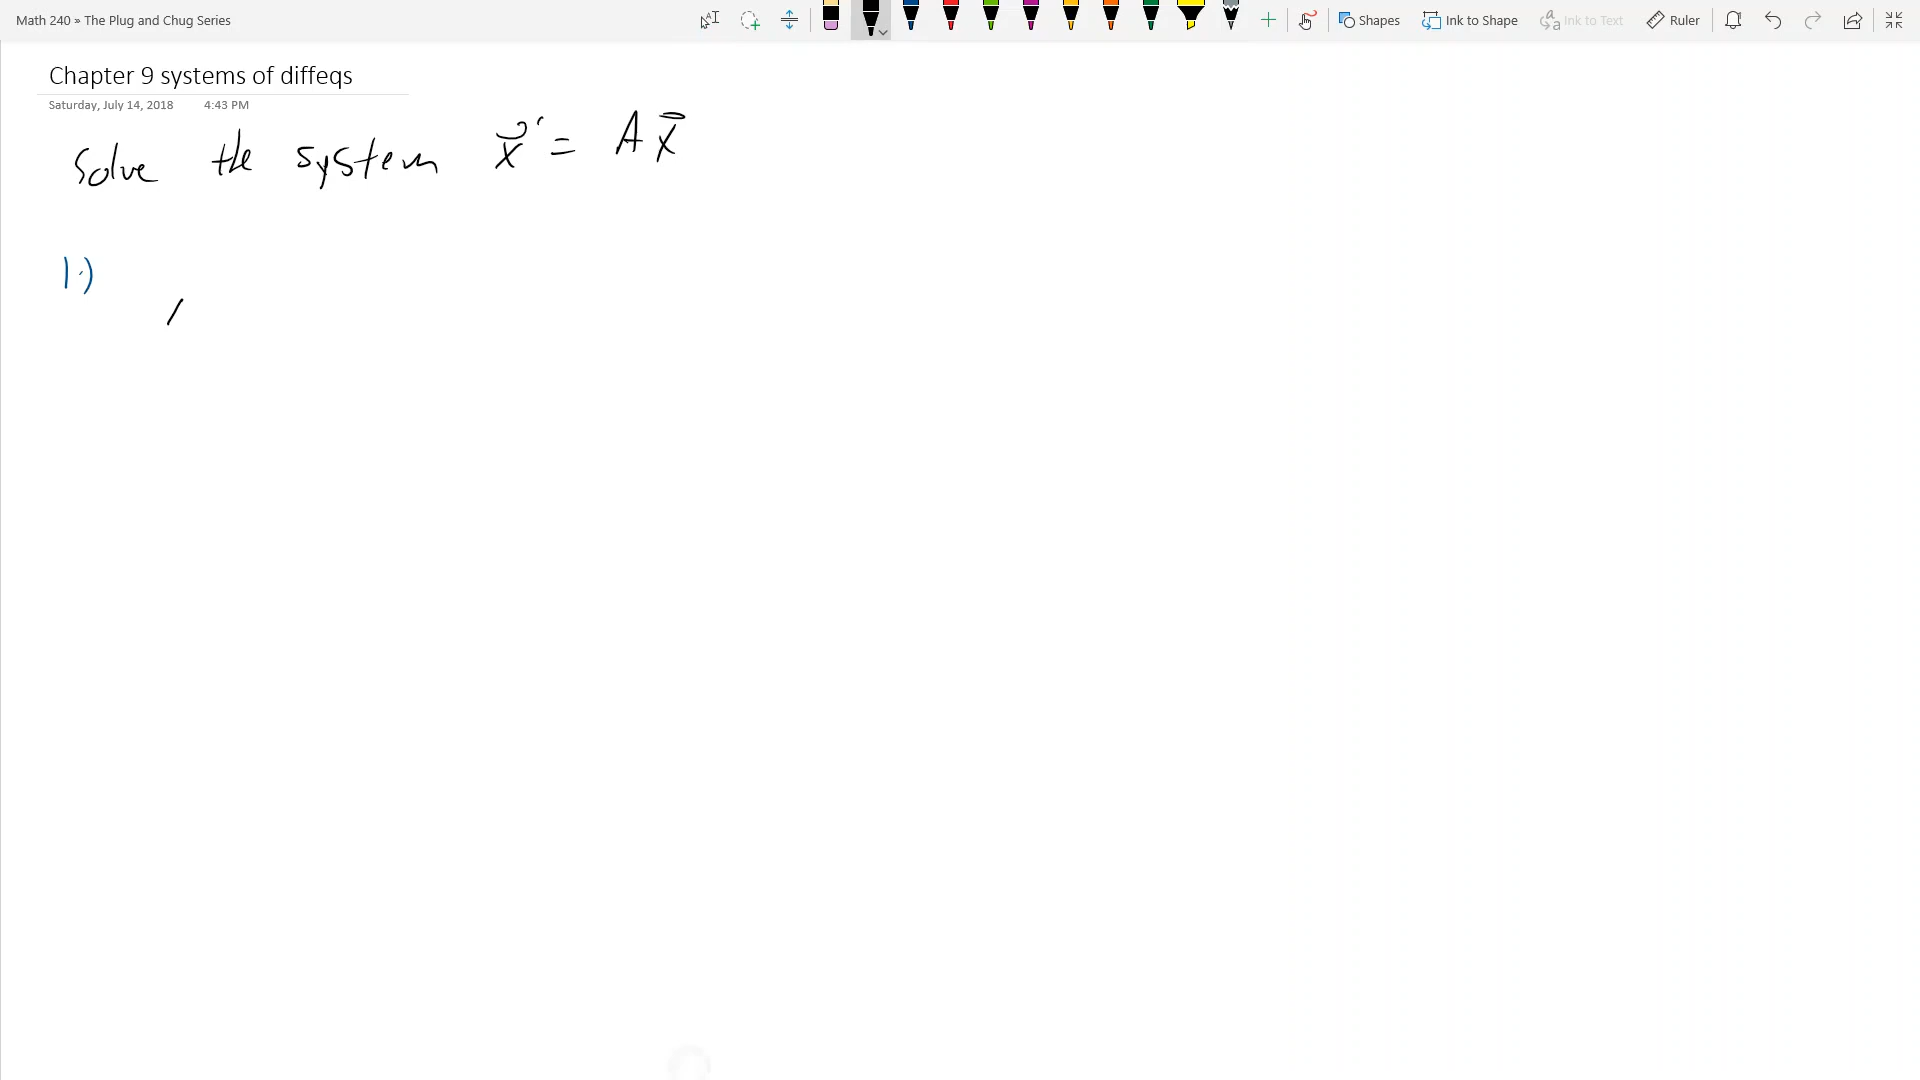 Math 240 » The Plug and Chug Series
Shapes
Ink to Shape
Ink to Text
Ruler
Chapter 9 systems of diffeqs
Saturday, July 14, 2018 4:43 PM
Solve the system x⃗' = A x⃗
1.)